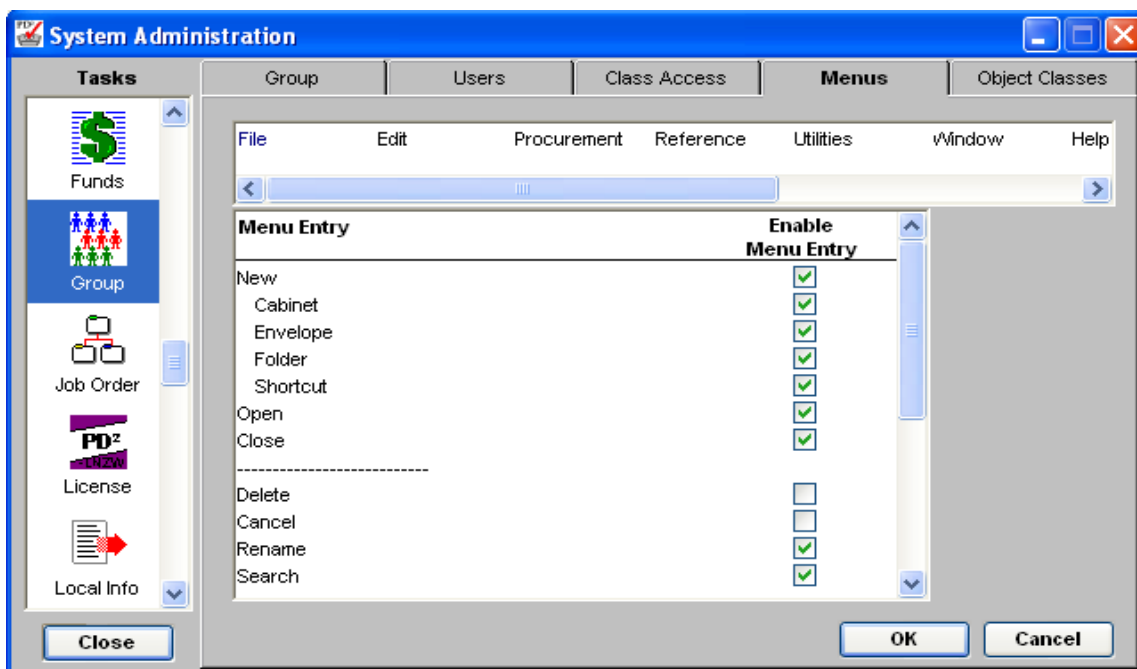 System Administration
Tasks
Group Users Class Access Menus Object Classes
File Edit Procurement Reference Utilities Window Help
Funds
Group
Job Order
PD²
License
Local Info
Close
Menu Entry Enable Menu Entry
New
Cabinet
Envelope
Folder
Shortcut
Open
Close
---------------------------
Delete
Cancel
Rename
Search
OK Cancel